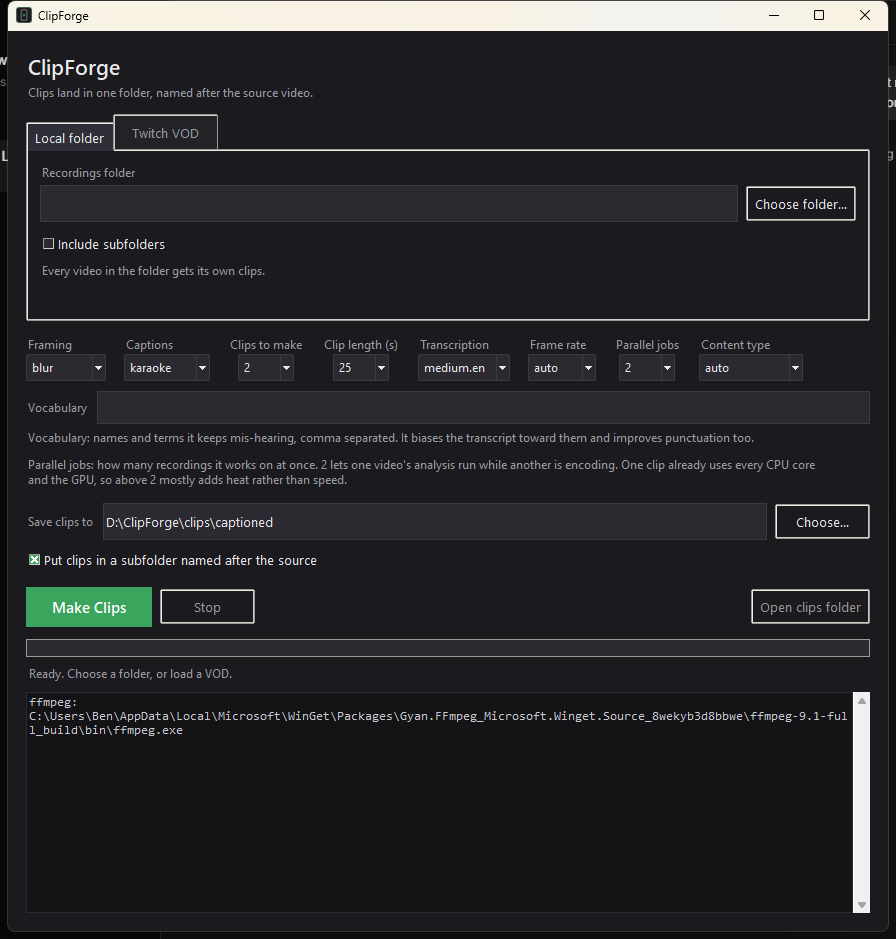 ClipForge
ClipForge
Clips land in one folder, named after the source video.
Local folder
Twitch VOD
Recordings folder
Choose folder...
Include subfolders
Every video in the folder gets its own clips.
Framing Captions Clips to make Clip length (s) Transcription Frame rate Parallel jobs Content type
blur karaoke 2 25 medium.en auto 2 auto
Vocabulary
Vocabulary: names and terms it keeps mis-hearing, comma separated. It biases the transcript toward them and improves punctuation too.
Parallel jobs: how many recordings it works on at once. 2 lets one video's analysis run while another is encoding. One clip already uses every CPU core
and the GPU, so above 2 mostly adds heat rather than speed.
Save clips to D:\ClipForge\clips\captioned Choose...
Put clips in a subfolder named after the source
Make Clips Stop Open clips folder
Ready. Choose a folder, or load a VOD.
ffmpeg:
C:\Users\Ben\AppData\Local\Microsoft\WinGet\Packages\Gyan.FFmpeg_Microsoft.Winget.Source_8wekyb3d8bbwe\ffmpeg-9.1-ful
l_build\bin\ffmpeg.exe